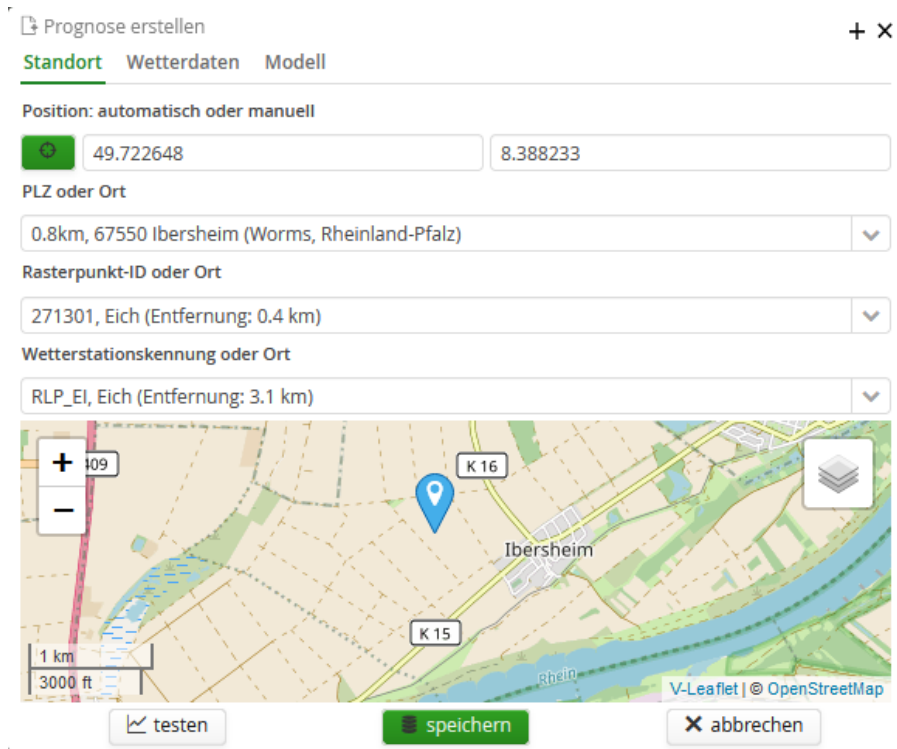 Prognose erstellen
+ ×
Standort Wetterdaten Modell
Position: automatisch oder manuell
49.722648 8.388233
PLZ oder Ort
0.8km, 67550 Ibersheim (Worms, Rheinland-Pfalz)
Rasterpunkt-ID oder Ort
271301, Eich (Entfernung: 0.4 km)
Wetterstationskennung oder Ort
RLP_EI, Eich (Entfernung: 3.1 km)
+
409
K 16
−
Ibersheim
K 15
1 km
3000 ft
Rhein
V-Leaflet | © OpenStreetMap
testen speichern abbrechen